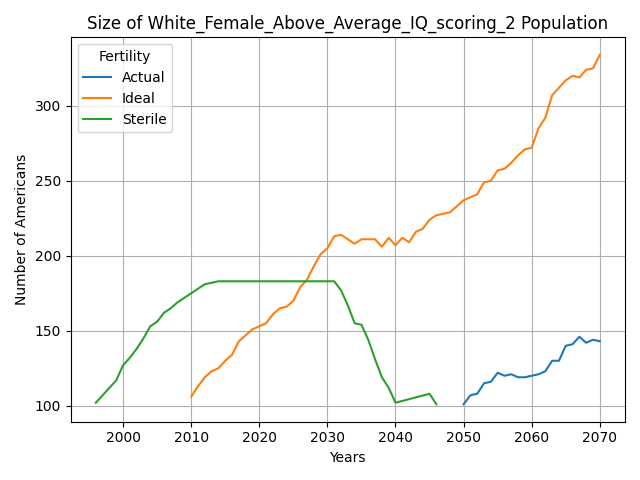 Size of White_Female_Above_Average_IQ_scoring_2 Population
Fertility
Actual
Ideal
Sterile
Number of Americans
300
250
200
150
100
2000
2010
2020
2030
2040
2050
2060
2070
Years